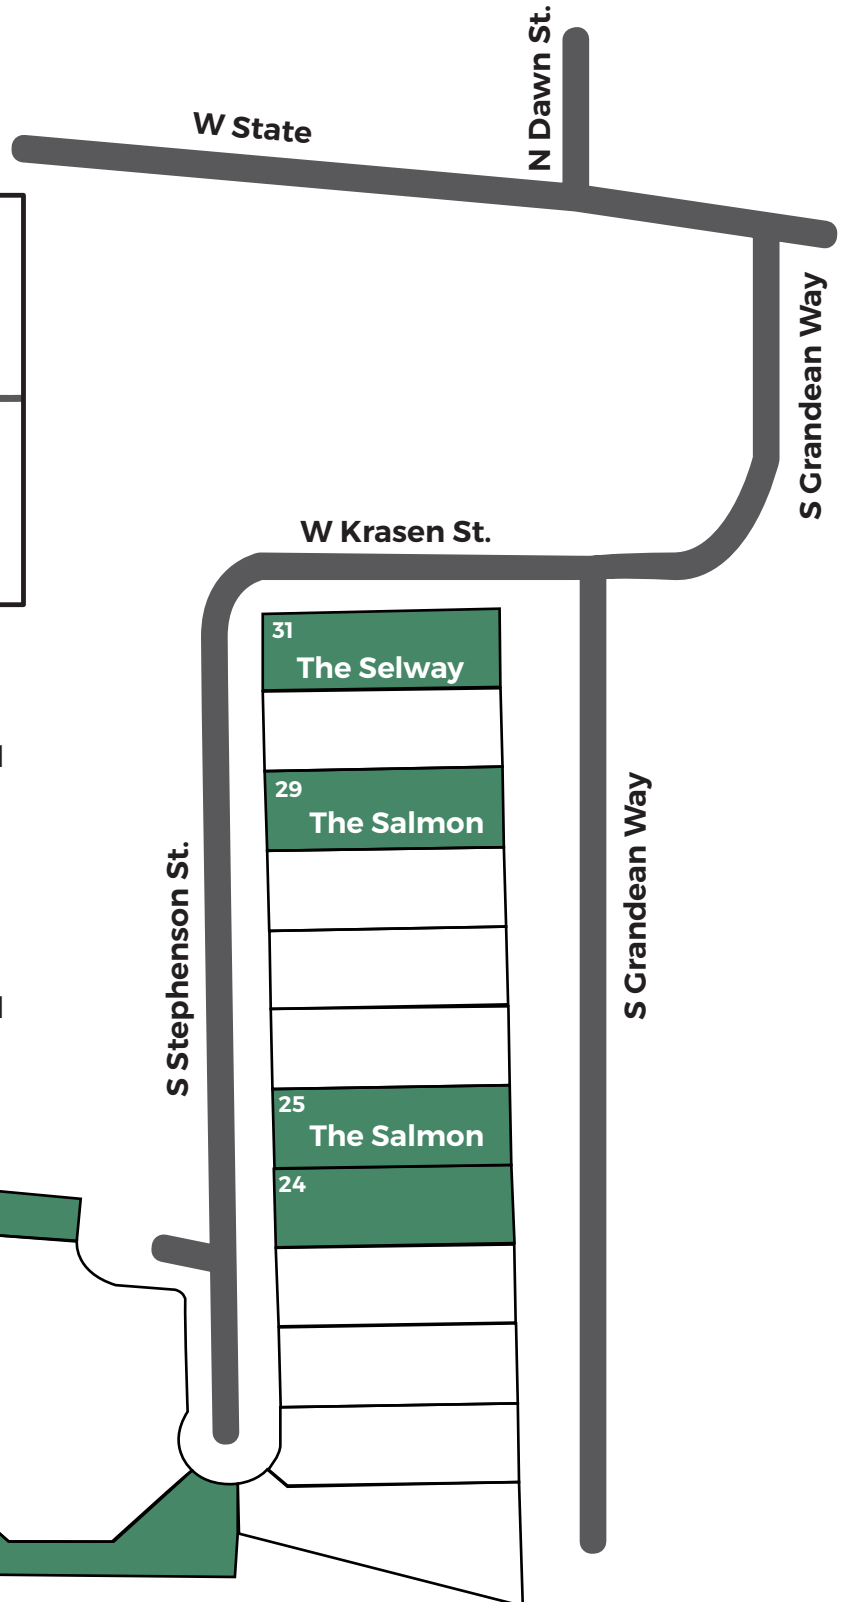 N Dawn St.
W State
S Grandean Way
W Krasen St.
31
The Selway
29
The Salmon
S Grandean Way
S Stephenson St.
25
The Salmon
24